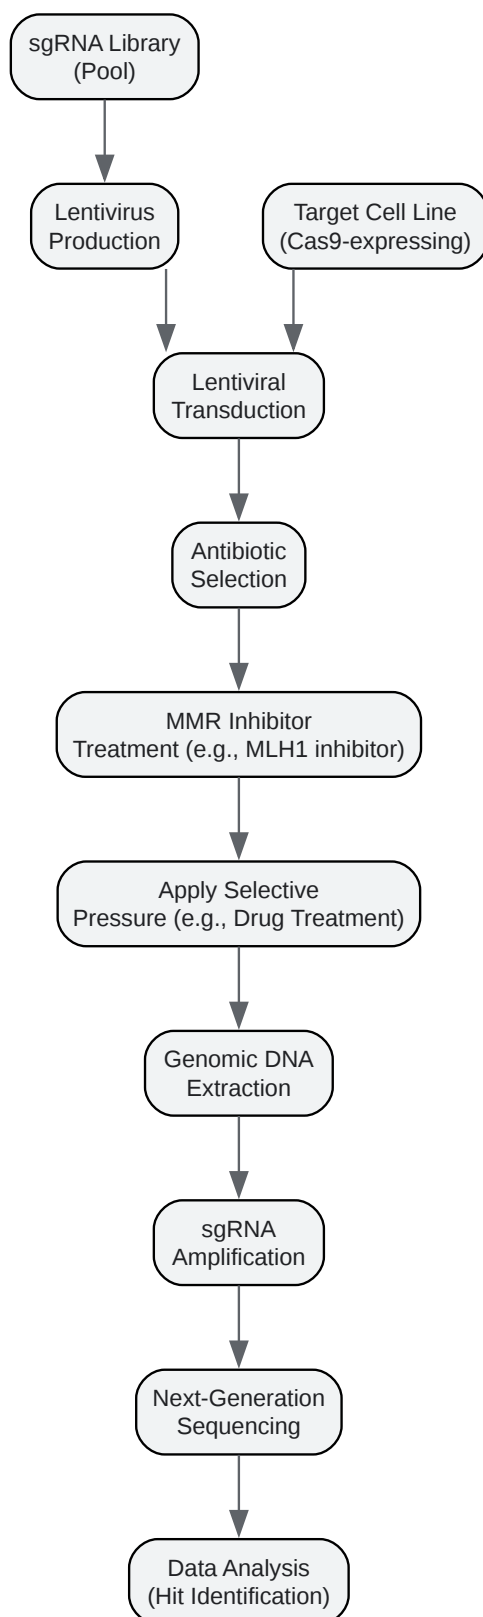 sgRNA Library
(Pool)
Lentivirus
Production
Target Cell Line
(Cas9-expressing)
Lentiviral
Transduction
Antibiotic
Selection
MMR Inhibitor
Treatment (e.g., MLH1 inhibitor)
Apply Selective
Pressure (e.g., Drug Treatment)
Genomic DNA
Extraction
sgRNA
Amplification
Next-Generation
Sequencing
Data Analysis
(Hit Identification)